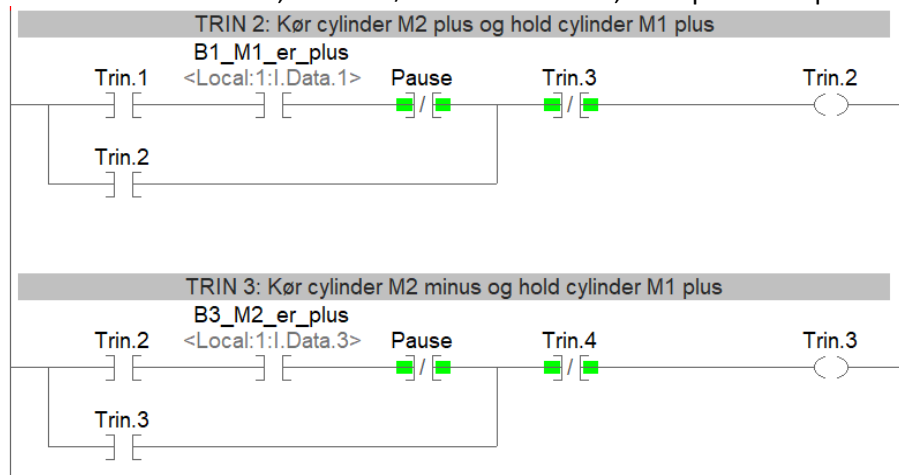 TRIN 2: Kør cylinder M2 plus og hold cylinder M1 plus
B1_M1_er_plus
Trin.1 <Local:1:I.Data.1> Pause Trin.3 Trin.2
Trin.2
TRIN 3: Kør cylinder M2 minus og hold cylinder M1 plus
B3_M2_er_plus
Trin.2 <Local:1:I.Data.3> Pause Trin.4 Trin.3
Trin.3